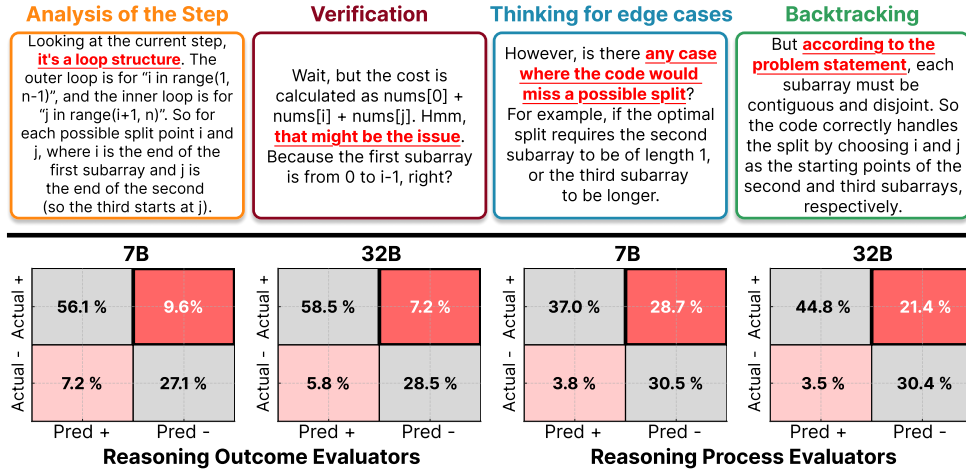 Analysis of the Step
Looking at the current step,
it's a loop structure. The
outer loop is for “i in range(1,
n-1)”, and the inner loop is for
“j in range(i+1, n)”. So for
each possible split point i and
j, where i is the end of the
first subarray and j is
the end of the second
(so the third starts at j).
Verification
Wait, but the cost is
calculated as nums[0] +
nums[i] + nums[j]. Hmm,
that might be the issue.
Because the first subarray
is from 0 to i-1, right?
Thinking for edge cases
However, is there any case
where the code would
miss a possible split?
For example, if the optimal
split requires the second
subarray to be of length 1,
or the third subarray
to be longer.
Backtracking
But according to the
problem statement, each
subarray must be
contiguous and disjoint. So
the code correctly handles
the split by choosing i and j
as the starting points of the
second and third subarrays,
respectively.
7B
Actual +
56.1 %
9.6%
Actual -
7.2 %
27.1 %
Pred +
Pred -
32B
Actual +
58.5 %
7.2 %
Actual -
5.8 %
28.5 %
Pred +
Pred -
Reasoning Outcome Evaluators
7B
Actual +
37.0 %
28.7 %
Actual -
3.8 %
30.5 %
Pred +
Pred -
32B
Actual +
44.8 %
21.4 %
Actual -
3.5 %
30.4 %
Pred +
Pred -
Reasoning Process Evaluators